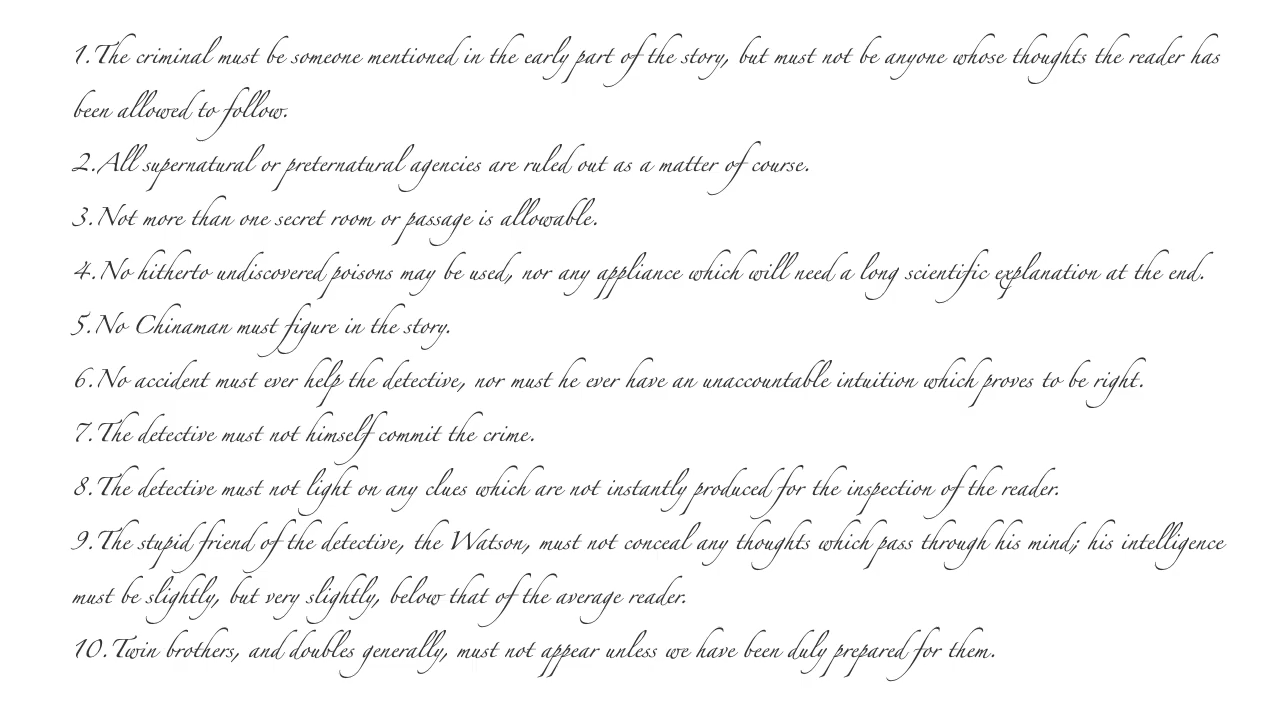 1.The criminal must be someone mentioned in the early part of the story, but must not be anyone whose thoughts the reader has
been allowed to follow.
2.All supernatural or preternatural agencies are ruled out as a matter of course.
3.Not more than one secret room or passage is allowable.
4.No hitherto undiscovered poisons may be used, nor any appliance which will need a long scientific explanation at the end.
5.No Chinaman must figure in the story.
6.No accident must ever help the detective, nor must he ever have an unaccountable intuition which proves to be right.
7.The detective must not himself commit the crime.
8.The detective must not light on any clues which are not instantly produced for the inspection of the reader.
9.The stupid friend of the detective, the Watson, must not conceal any thoughts which pass through his mind; his intelligence
must be slightly, but very slightly, below that of the average reader.
10.Twin brothers, and doubles generally, must not appear unless we have been duly prepared for them.